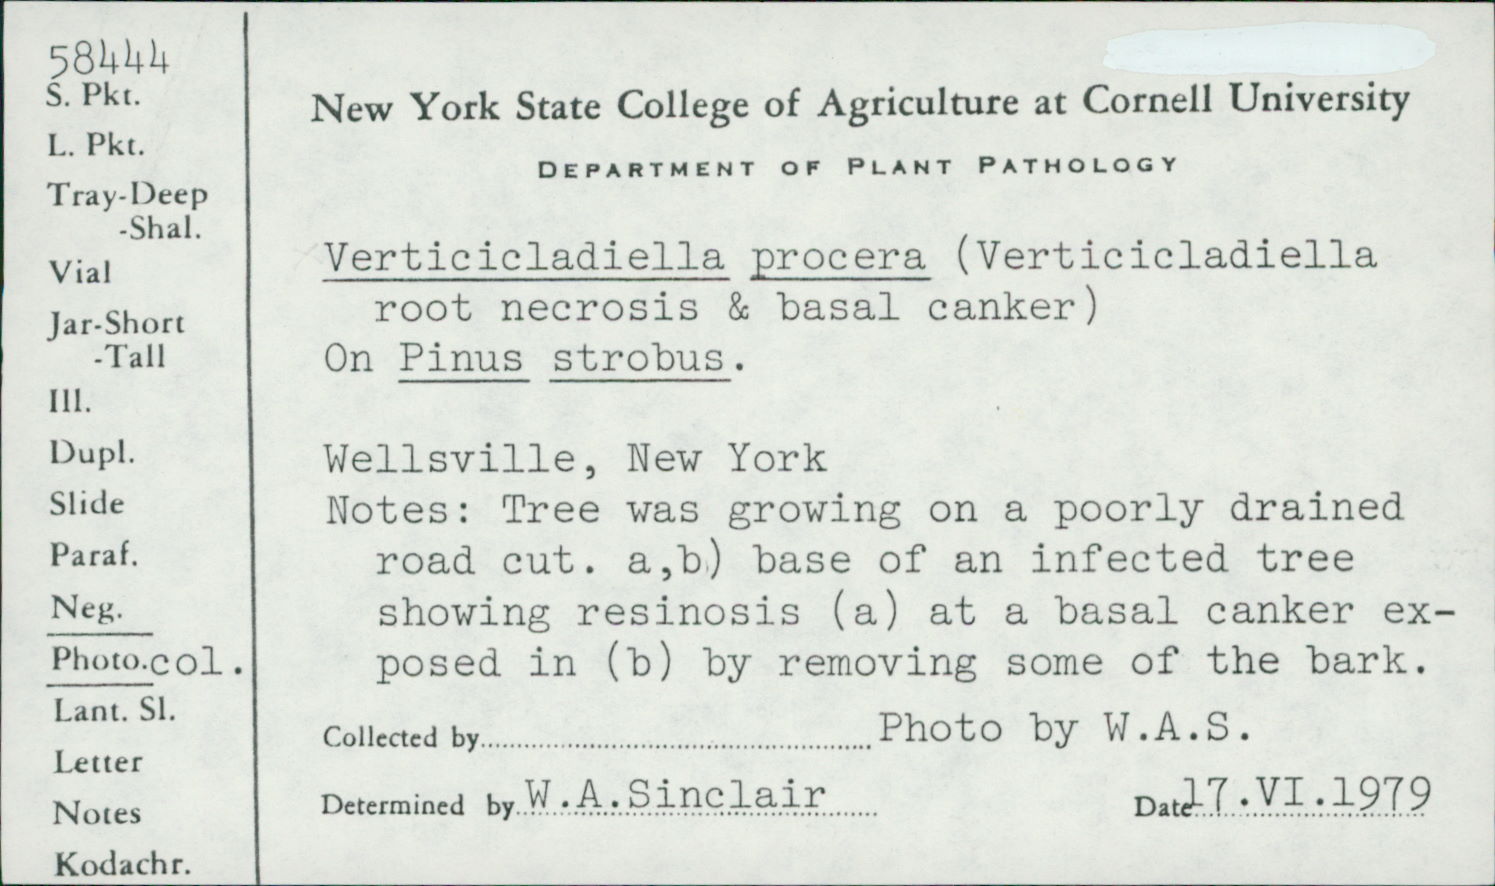 58444
S. Pkt.
L. Pkt.
Tray-Deep
-Shal.
Vial
Jar-Short
-Tall
Ill.
Dupl.
Slide
Paraf.
Neg.
Photo.col.
Lant. Sl.
Letter
Notes
Kodachr.
New York State College of Agriculture at Cornell University
DEPARTMENT OF PLANT PATHOLOGY
Verticicladiella procera (Verticicladiella
root necrosis & basal canker)
On Pinus strobus.
Wellsville, New York
Notes: Tree was growing on a poorly drained
road cut. a,b) base of an infected tree
showing resinosis (a) at a basal canker ex-
posed in (b) by removing some of the bark.
Collected by Photo by W.A.S.
Determined by W.A.Sinclair Date 17.VI.1979